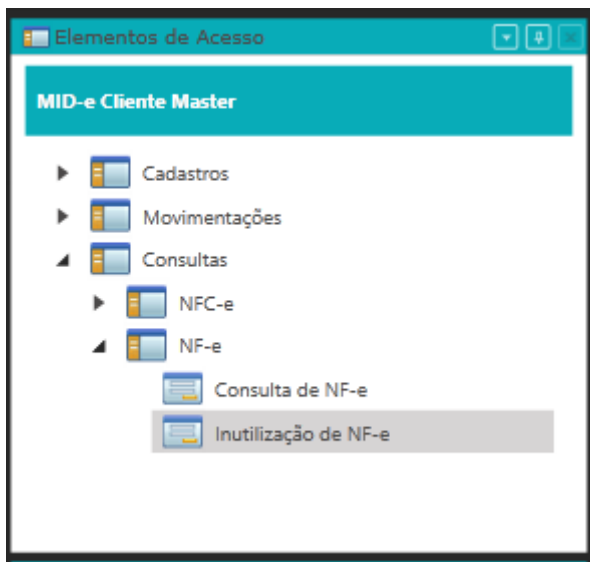 Elementos de Acesso
MID-e Cliente Master
Cadastros
Movimentações
Consultas
NFC-e
NF-e
Consulta de NF-e
Inutilização de NF-e